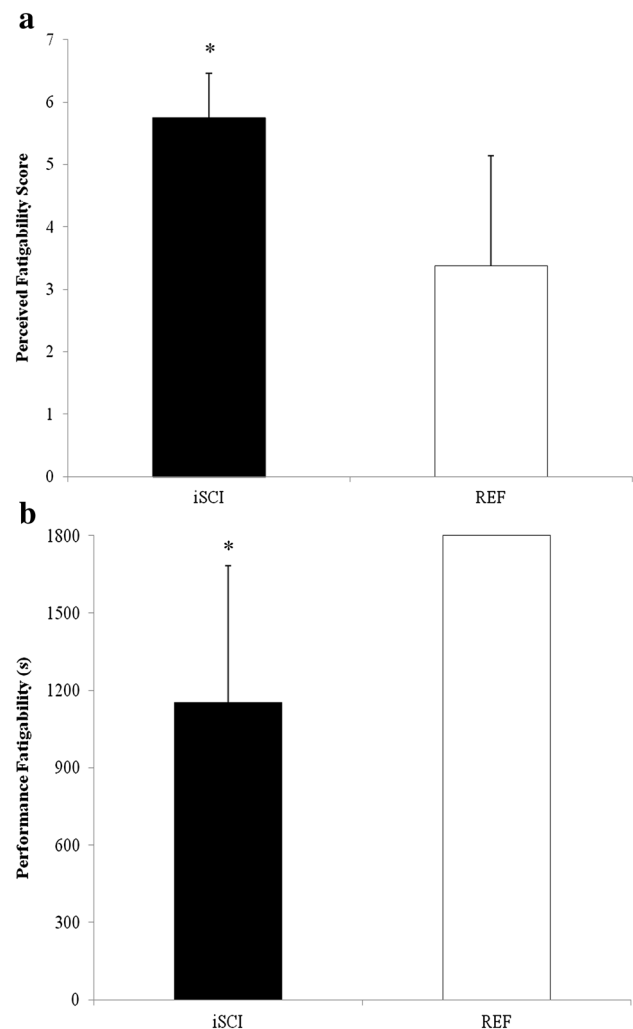 a
7
*
6
5
4
3
2
1
0
Perceived Fatigability Score
iSCI REF
b
1800
*
1500
1200
900
600
300
0
Performance Fatigability (s)
iSCI REF